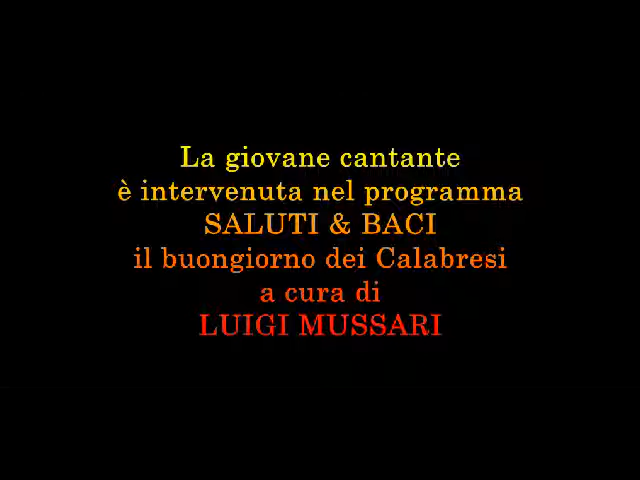 La giovane cantante
è intervenuta nel programma
SALUTI & BACI
il buongiorno dei Calabresi
a cura di
LUIGI MUSSARI